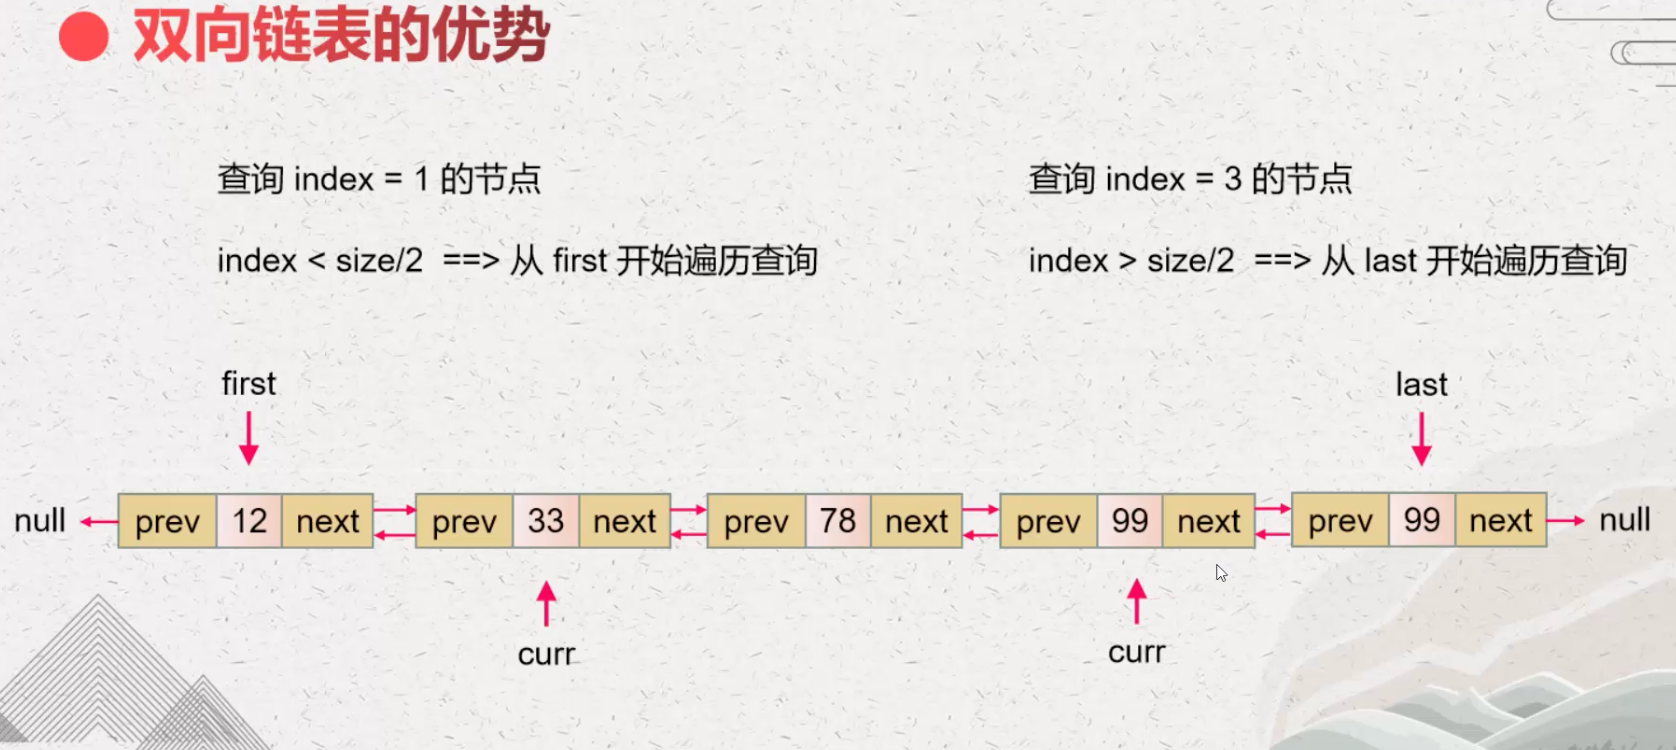 双向链表的优势
查询 index = 1 的节点
查询 index = 3 的节点
index < size/2 ==> 从 first 开始遍历查询
index > size/2 ==> 从 last 开始遍历查询
first
last
null prev 12 next prev 33 next prev 78 next prev 99 next prev 99 next null
curr
curr